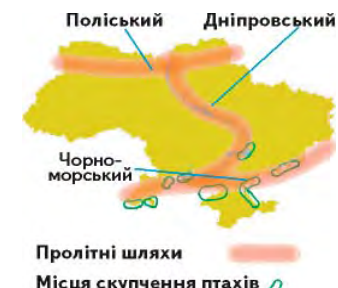 Поліський
Дніпровський
Чорно-
морський
Пролітні шляхи
Місця скупчення птахів